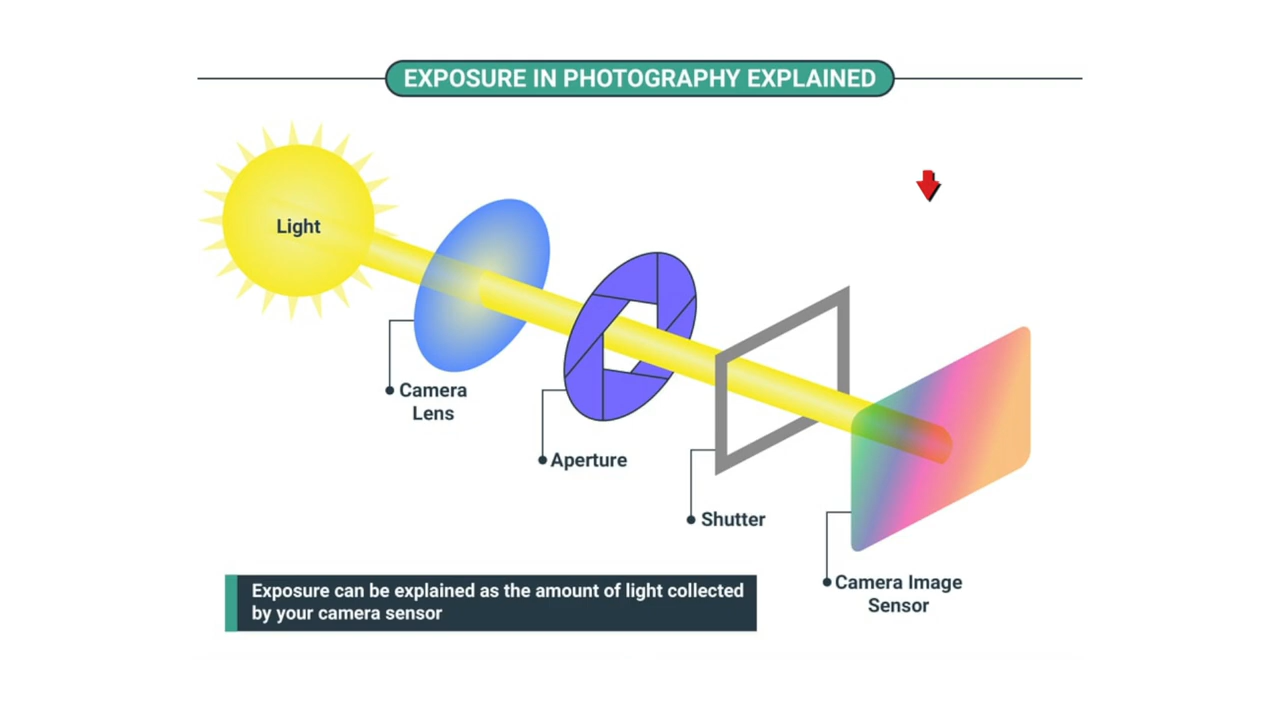 EXPOSURE IN PHOTOGRAPHY EXPLAINED
Light
Camera
Lens
Aperture
Shutter
Camera Image
Sensor
Exposure can be explained as the amount of light collected
by your camera sensor